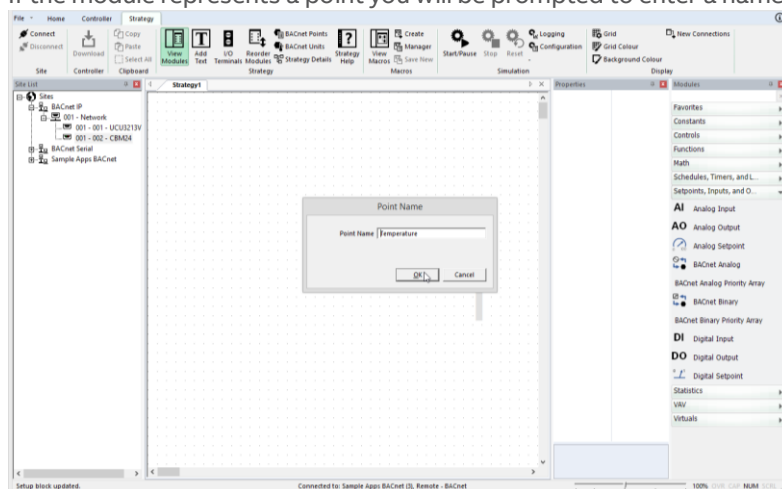 If the module represents a point you will be prompted to enter a name
File Home Controller Strategy
Connect
Disconnect
Site
Download
Controller
Copy
Paste
Select All
Clipboard
View Modules
Add Text
I/O Terminals
Reorder Modules
BACnet Points
BACnet Units
Strategy Details
Strategy Help
Strategy
View Macros
Create
Manager
Save New
Macros
Start/Pause
Stop
Reset
Logging
Configuration
Simulation
Grid
Grid Colour
Background Colour
New Connections
Display
Site List
Sites
BACnet IP
001 - Network
001 - 001 - UCU3213V
001 - 002 - CBM24
BACnet Serial
Sample Apps BACnet
Strategy1
Point Name
Point Name Temperature
OK Cancel
Properties
Modules
Favorites
Constants
Controls
Functions
Math
Schedules, Timers, and L...
Setpoints, Inputs, and O...
AI Analog Input
AO Analog Output
Analog Setpoint
BACnet Analog
BACnet Analog Priority Array
BACnet Binary
BACnet Binary Priority Array
DI Digital Input
DO Digital Output
Digital Setpoint
Statistics
VAV
Virtuals
Setup block updated.
Connected to: Sample Apps BACnet (3), Remote - BACnet
100% OVR CAP NUM SCRL